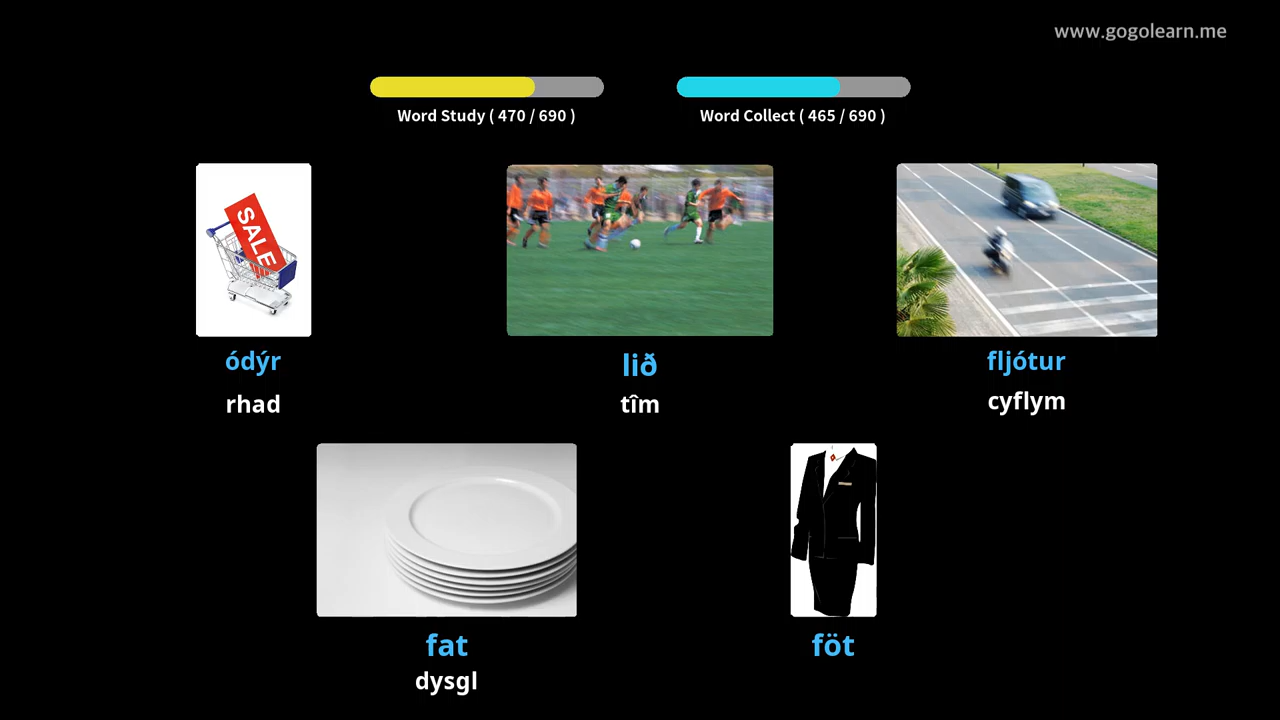 www.gogolearn.me
Word Study ( 470 / 690 )
Word Collect ( 465 / 690 )
SALE
ódýr
rhad
lið
tîm
fljótur
cyflym
fat
dysgl
föt